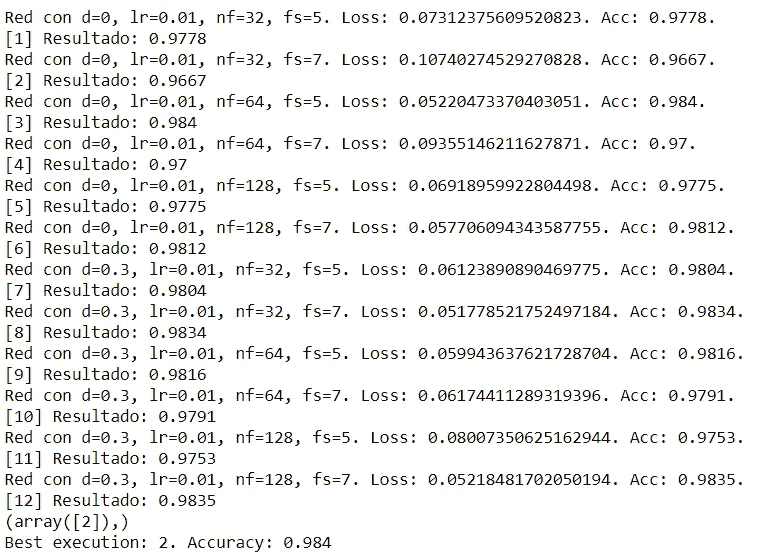 Red con d=0, lr=0.01, nf=32, fs=5. Loss: 0.07312375609520823. Acc: 0.9778.
[1] Resultado: 0.9778
Red con d=0, lr=0.01, nf=32, fs=7. Loss: 0.10740274529270828. Acc: 0.9667.
[2] Resultado: 0.9667
Red con d=0, lr=0.01, nf=64, fs=5. Loss: 0.05220473370403051. Acc: 0.984.
[3] Resultado: 0.984
Red con d=0, lr=0.01, nf=64, fs=7. Loss: 0.09355146211627871. Acc: 0.97.
[4] Resultado: 0.97
Red con d=0, lr=0.01, nf=128, fs=5. Loss: 0.06918959922804498. Acc: 0.9775.
[5] Resultado: 0.9775
Red con d=0, lr=0.01, nf=128, fs=7. Loss: 0.057706094343587755. Acc: 0.9812.
[6] Resultado: 0.9812
Red con d=0.3, lr=0.01, nf=32, fs=5. Loss: 0.06123890890469775. Acc: 0.9804.
[7] Resultado: 0.9804
Red con d=0.3, lr=0.01, nf=32, fs=7. Loss: 0.051778521752497184. Acc: 0.9834.
[8] Resultado: 0.9834
Red con d=0.3, lr=0.01, nf=64, fs=5. Loss: 0.059943637621728704. Acc: 0.9816.
[9] Resultado: 0.9816
Red con d=0.3, lr=0.01, nf=64, fs=7. Loss: 0.06174411289319396. Acc: 0.9791.
[10] Resultado: 0.9791
Red con d=0.3, lr=0.01, nf=128, fs=5. Loss: 0.08007350625162944. Acc: 0.9753.
[11] Resultado: 0.9753
Red con d=0.3, lr=0.01, nf=128, fs=7. Loss: 0.05218481702050194. Acc: 0.9835.
[12] Resultado: 0.9835
(array([2]),)
Best execution: 2. Accuracy: 0.984